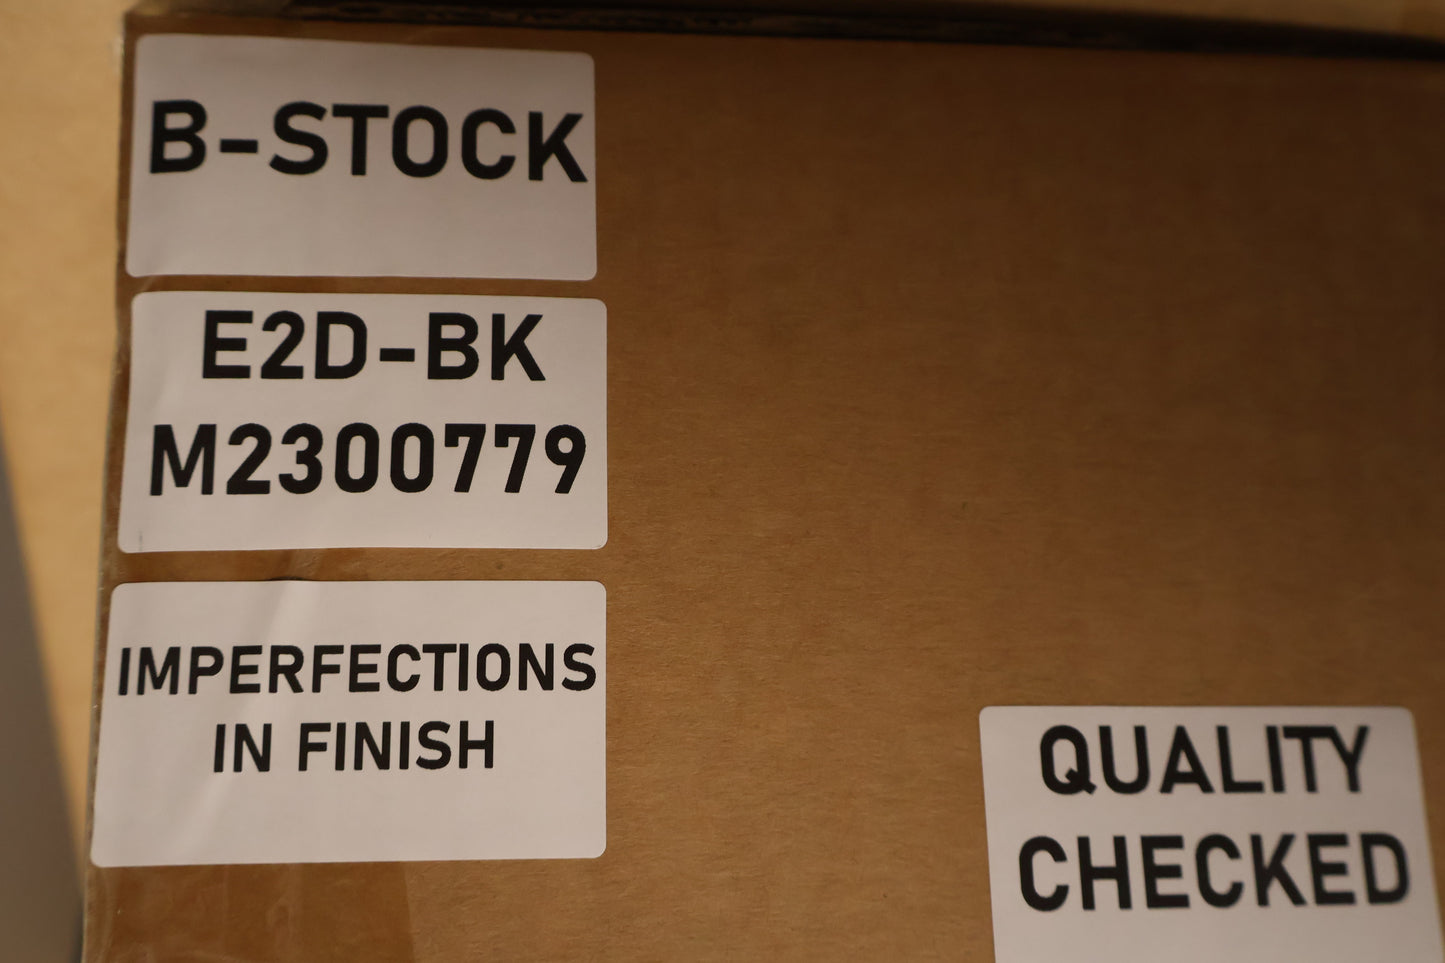 B-STOCK
E2D-BK
M2300779
IMPERFECTIONS
IN FINISH
QUALITY
CHECKED